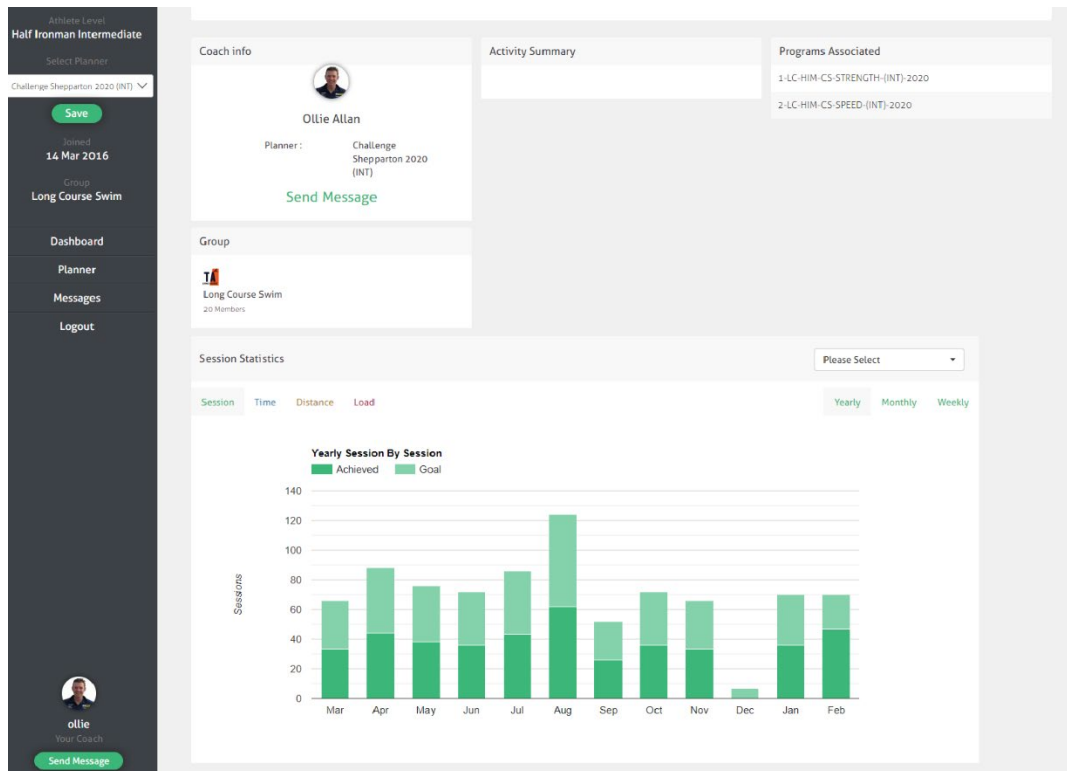 Athlete Level
Half Ironman Intermediate
Select Planner
Challenge Shepparton 2020 (INT)
Save
Joined
14 Mar 2016
Group
Long Course Swim
Dashboard
Planner
Messages
Logout
ollie
Your Coach
Send Message
Coach info
Ollie Allan
Planner : Challenge
Shepparton 2020
(INT)
Send Message
Activity Summary
Programs Associated
1-LC-HIM-CS-STRENGTH-(INT)-2020
2-LC-HIM-CS-SPEED-(INT)-2020
Group
TA
Long Course Swim
20 Members
Session Statistics
Please Select
Session Time Distance Load
Yearly Monthly Weekly
Yearly Session By Session
Achieved Goal
140
120
100
80
60
40
20
0
Sessions
Mar Apr May Jun Jul Aug Sep Oct Nov Dec Jan Feb